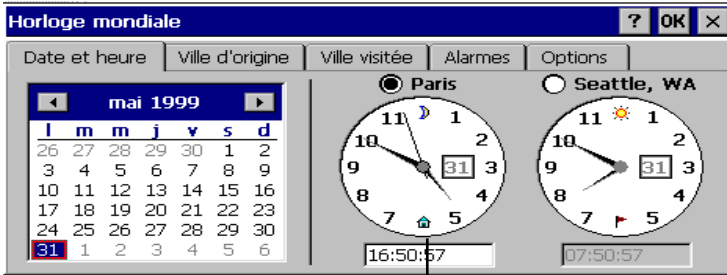 Horloge mondiale ? OK ×
Date et heure Ville d'origine Ville visitée Alarmes Options
Paris Seattle, WA
mai 1999
l m m j v s d
26 27 28 29 30 1 2
3 4 5 6 7 8 9
10 11 12 13 14 15 16
17 18 19 20 21 22 23
24 25 26 27 28 29 30
31 1 2 3 4 5 6
11 1
10 2
9 31 3
8 4
7 5
16:50:57
11 1
10 2
9 31 3
8 4
7 5
07:50:57